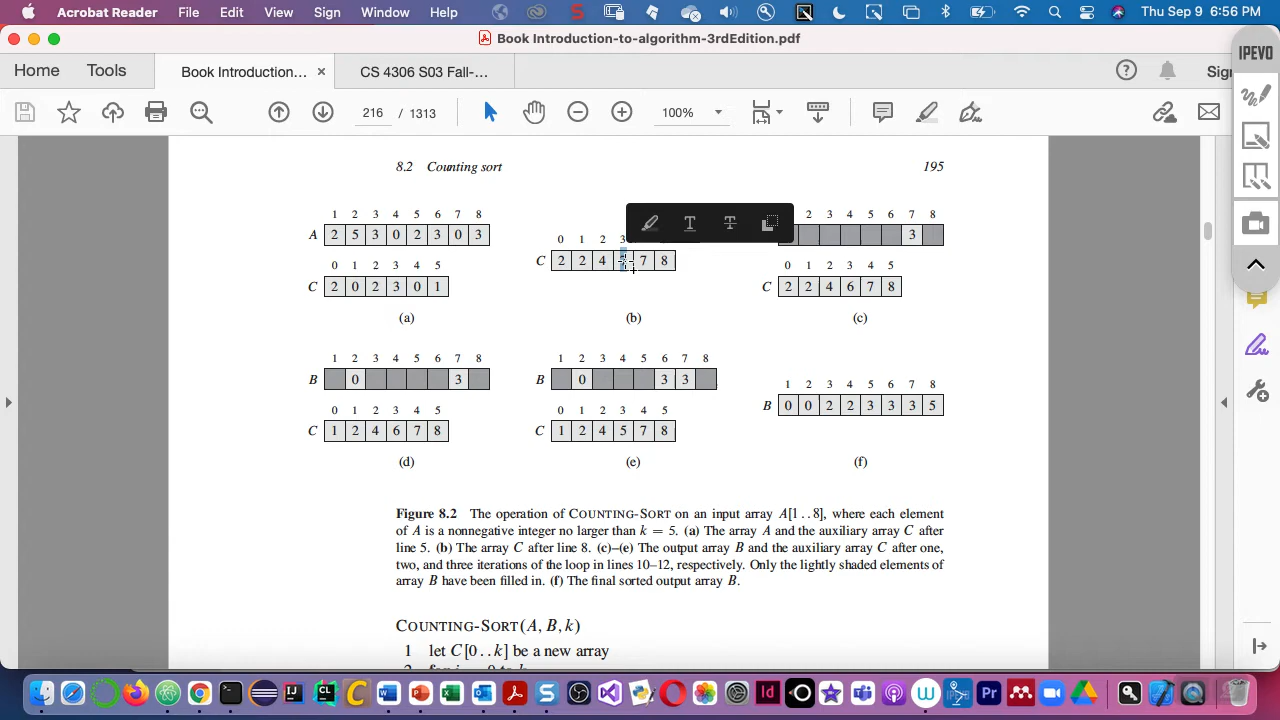 Acrobat Reader File Edit View Sign Window Help Thu Sep 9 6:56 PM
Book Introduction-to-algorithm-3rdEdition.pdf
IPEVO
Home Tools Book Introduction... × CS 4306 S03 Fall-... Sign
216 / 1313 100%
8.2 Counting sort 195
1 2 3 4 5 6 7 8
A 2 5 3 0 2 3 0 3
0 1 2 3 4 5
C 2 0 2 3 0 1
(a)
0 1 2 3
C 2 2 4 7 8
(b)
2 3 4 5 6 7 8
3
0 1 2 3 4 5
C 2 2 4 6 7 8
(c)
1 2 3 4 5 6 7 8
B 0 3
0 1 2 3 4 5
C 1 2 4 6 7 8
(d)
1 2 3 4 5 6 7 8
B 0 3 3
0 1 2 3 4 5
C 1 2 4 5 7 8
(e)
1 2 3 4 5 6 7 8
B 0 0 2 2 3 3 3 5
(f)
Figure 8.2 The operation of COUNTING-SORT on an input array A[1 . . 8], where each element
of A is a nonnegative integer no larger than k = 5. (a) The array A and the auxiliary array C after
line 5. (b) The array C after line 8. (c)–(e) The output array B and the auxiliary array C after one,
two, and three iterations of the loop in lines 10–12, respectively. Only the lightly shaded elements of
array B have been filled in. (f) The final sorted output array B.
COUNTING-SORT(A, B, k)
1 let C[0 . . k] be a new array